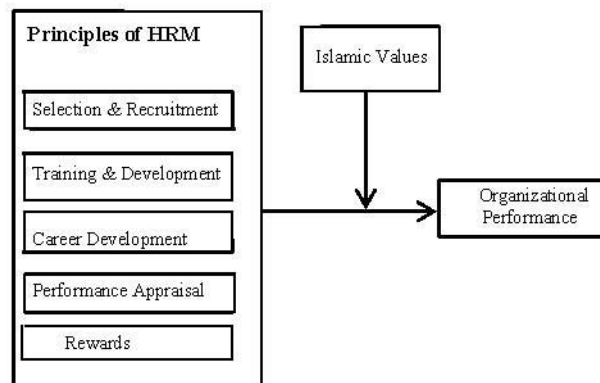 Principles of HRM
Selection & Recruitment
Training & Development
Career Development
Performance Appraisal
Rewards
Islamic Values
Organizational
Performance